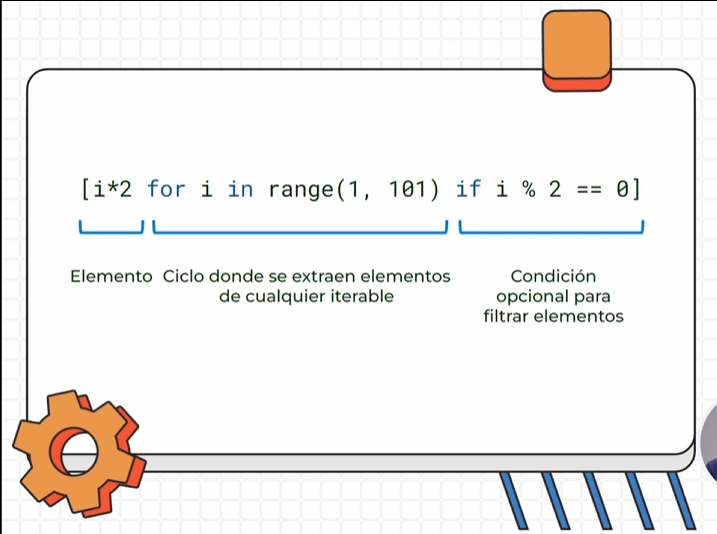 [i*2 for i in range(1, 101) if i % 2 == 0]
Elemento
Ciclo donde se extraen elementos
de cualquier iterable
Condición
opcional para
filtrar elementos